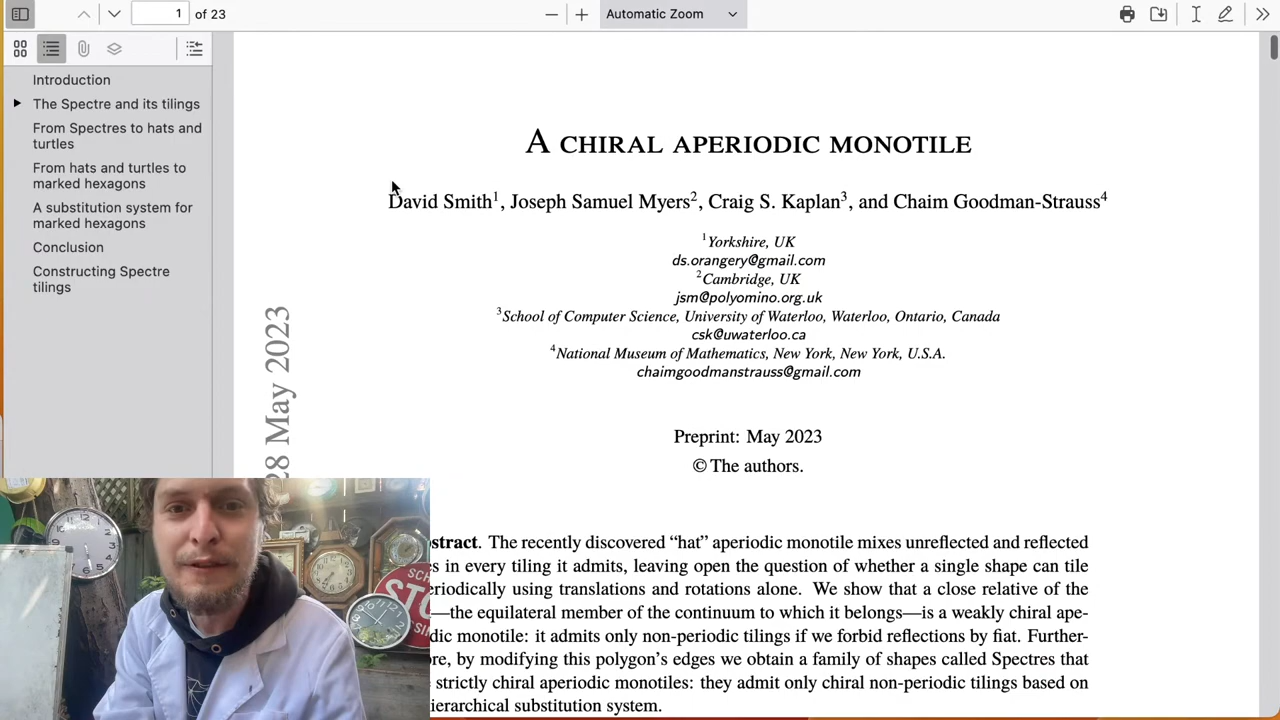 1 of 23
Automatic Zoom
Introduction
The Spectre and its tilings
From Spectres to hats and
turtles
From hats and turtles to
marked hexagons
A substitution system for
marked hexagons
Conclusion
Constructing Spectre
tilings
A CHIRAL APERIODIC MONOTILE
David Smith1, Joseph Samuel Myers2, Craig S. Kaplan3, and Chaim Goodman-Strauss4
1Yorkshire, UK
ds.orangery@gmail.com
2Cambridge, UK
jsm@polyomino.org.uk
3School of Computer Science, University of Waterloo, Waterloo, Ontario, Canada
csk@uwaterloo.ca
4National Museum of Mathematics, New York, New York, U.S.A.
chaimgoodmanstrauss@gmail.com
28 May 2023
Preprint: May 2023
© The authors.
stract. The recently discovered “hat” aperiodic monotile mixes unreflected and reflected
s in every tiling it admits, leaving open the question of whether a single shape can tile
eriodically using translations and rotations alone. We show that a close relative of the
—the equilateral member of the continuum to which it belongs—is a weakly chiral ape-
dic monotile: it admits only non-periodic tilings if we forbid reflections by fiat. Further-
re, by modifying this polygon’s edges we obtain a family of shapes called Spectres that
strictly chiral aperiodic monotiles: they admit only chiral non-periodic tilings based on
ierarchical substitution system.